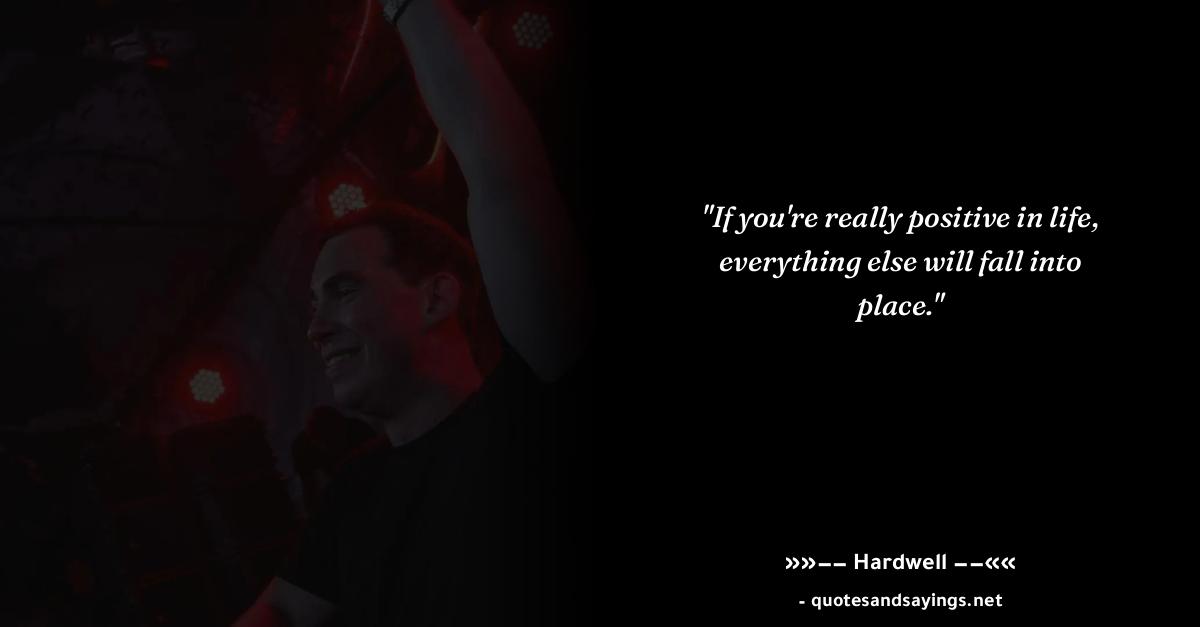 "If you're really positive in life,
everything else will fall into
place."
»»−− Hardwell −−««
- quotesandsayings.net